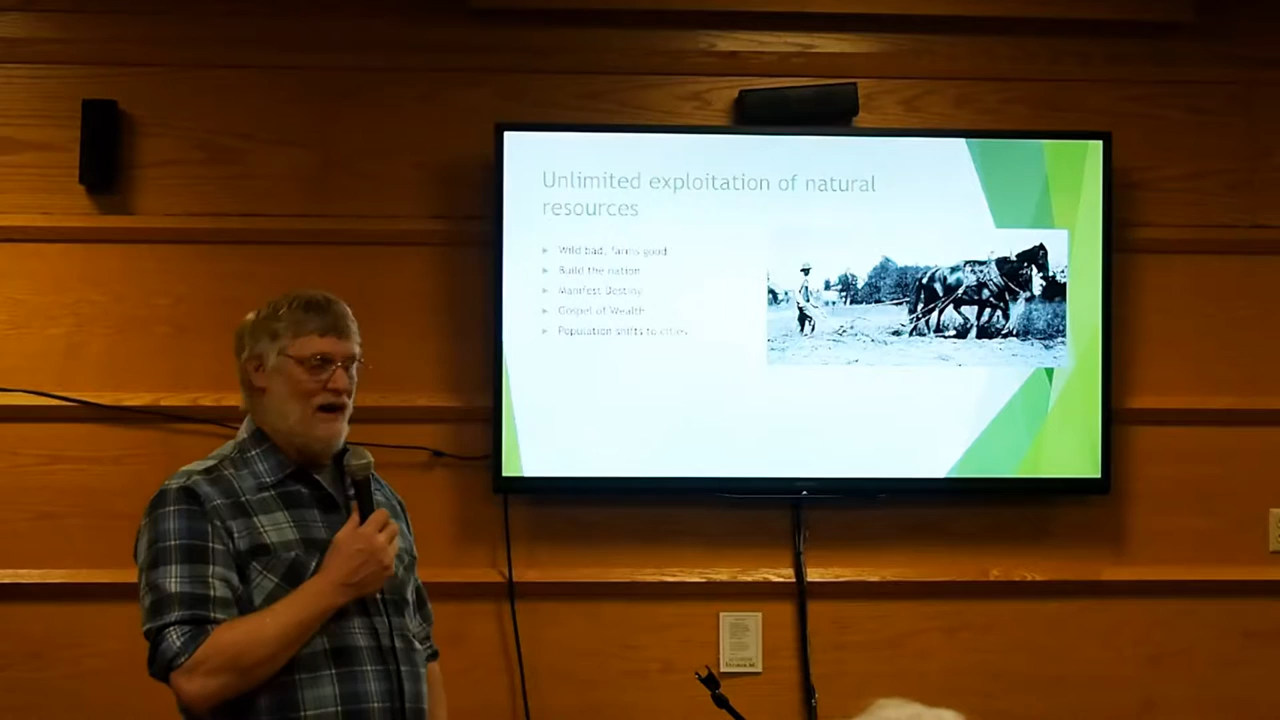 Unlimited exploitation of natural
resources
Wild bad, farms good
Build the nation
Manifest Destiny
Gospel of Wealth
Population shifts to cities